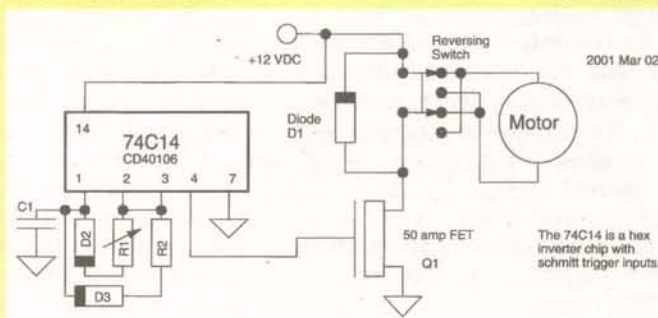 +12 VDC
Reversing
Switch
2001 Mar 02
Diode
D1
Motor
14
74C14
CD40106
1 2 3 4 7
C1
D2
R1
R2
D3
50 amp FET
Q1
The 74C14 is a hex
inverter chip with
schmitt trigger inputs